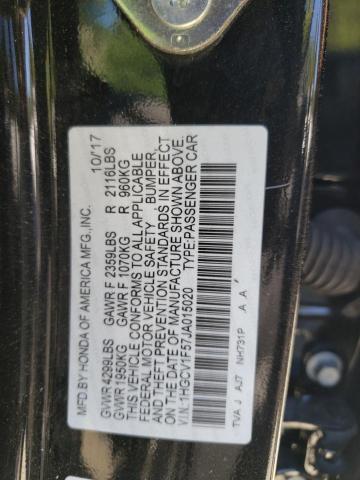 MFD. BY HONDA OF AMERICA MFG.,INC. 10/17
GVWR 4299LBS GAWR F 2359LBS R 2116LBS
GVWR 1950KG GAWR F 1070KG R 960KG
THIS VEHICLE CONFORMS TO ALL APPLICABLE
FEDERAL MOTOR VEHICLE SAFETY BUMPER,
AND THEFT PREVENTION STANDARDS IN EFFECT
ON THE DATE OF MANUFACTURE SHOWN ABOVE.
V.I.N.:1HGCV1F57JA015020 TYPE:PASSENGER CAR
TVA J AJ7 NH731P A A